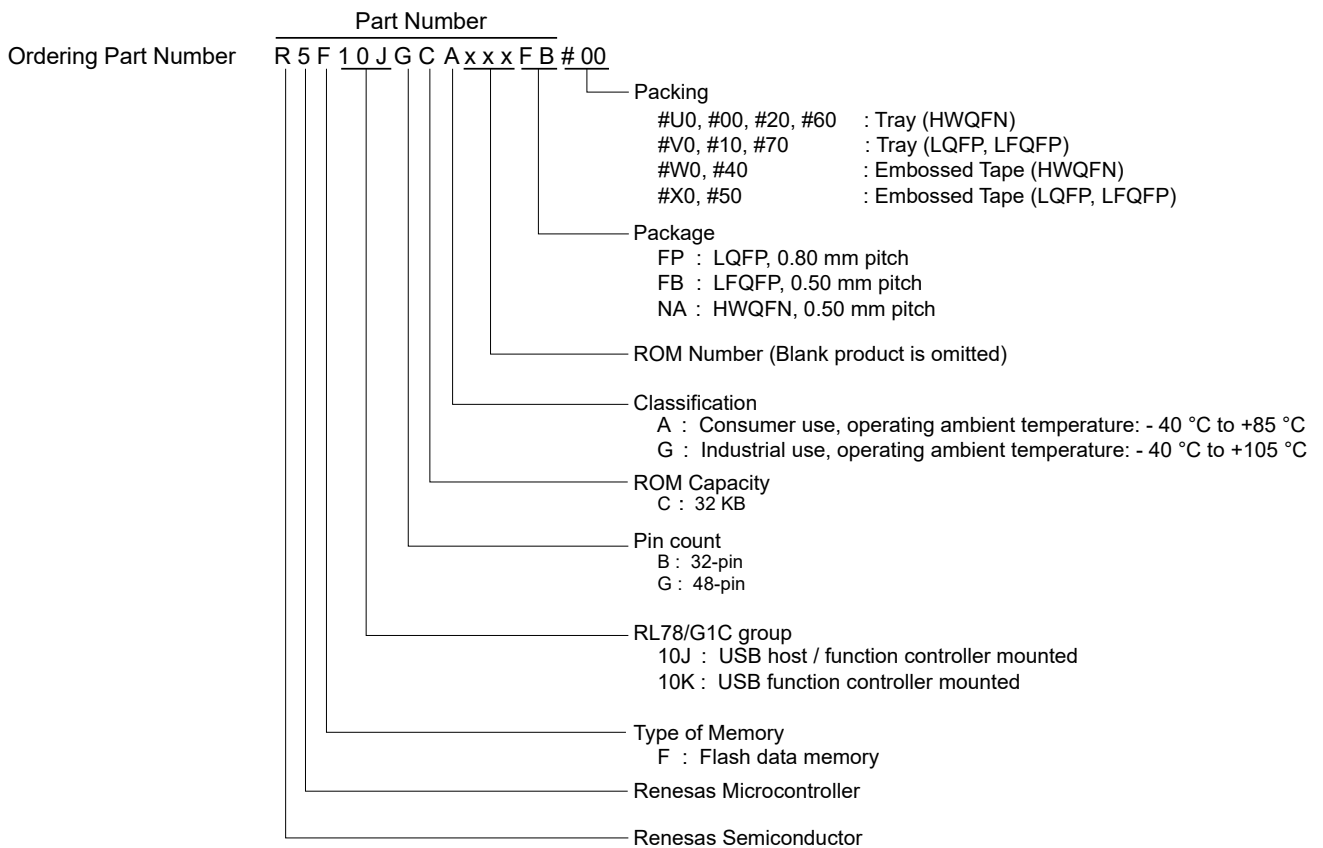 Part Number
Ordering Part Number R 5 F 1 0 J G C A x x x F B # 00
Packing
#U0, #00, #20, #60 : Tray (HWQFN)
#V0, #10, #70 : Tray (LQFP, LFQFP)
#W0, #40 : Embossed Tape (HWQFN)
#X0, #50 : Embossed Tape (LQFP, LFQFP)
Package
FP : LQFP, 0.80 mm pitch
FB : LFQFP, 0.50 mm pitch
NA : HWQFN, 0.50 mm pitch
ROM Number (Blank product is omitted)
Classification
A : Consumer use, operating ambient temperature: - 40 °C to +85 °C
G : Industrial use, operating ambient temperature: - 40 °C to +105 °C
ROM Capacity
C : 32 KB
Pin count
B : 32-pin
G : 48-pin
RL78/G1C group
10J : USB host / function controller mounted
10K : USB function controller mounted
Type of Memory
F : Flash data memory
Renesas Microcontroller
Renesas Semiconductor